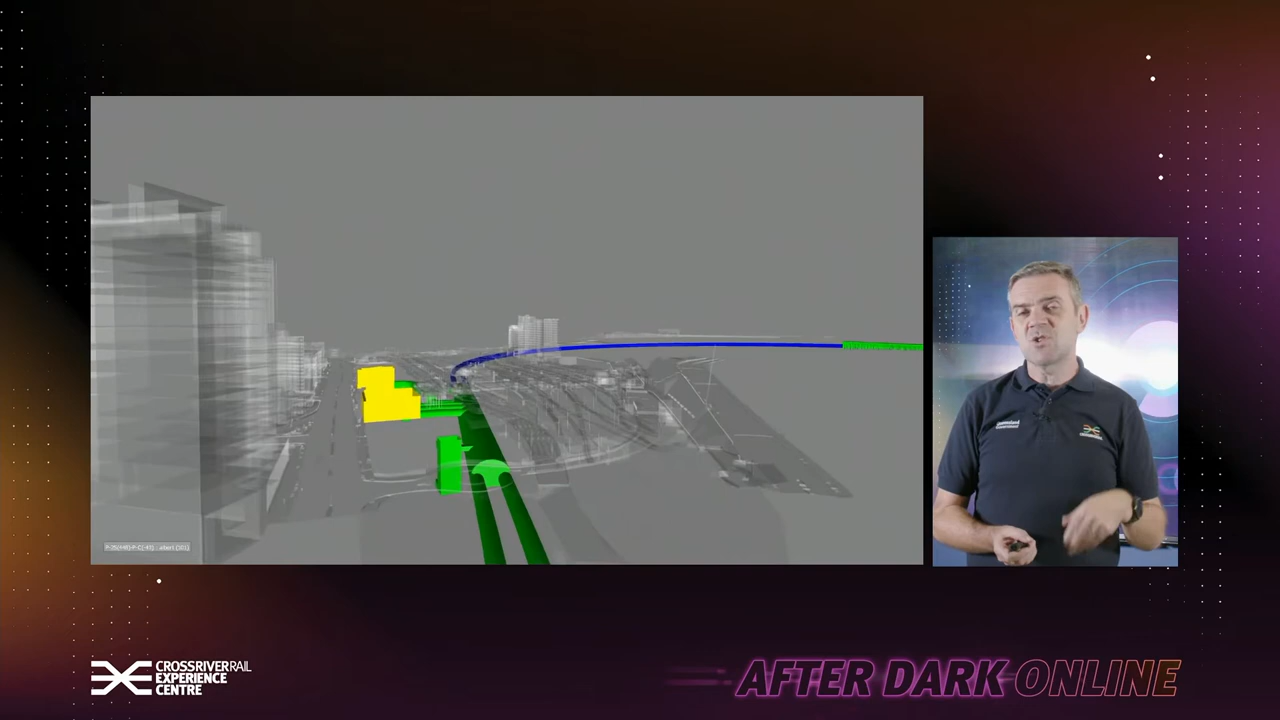 CROSSRIVERRAIL
EXPERIENCE
CENTRE
AFTER DARK ONLINE